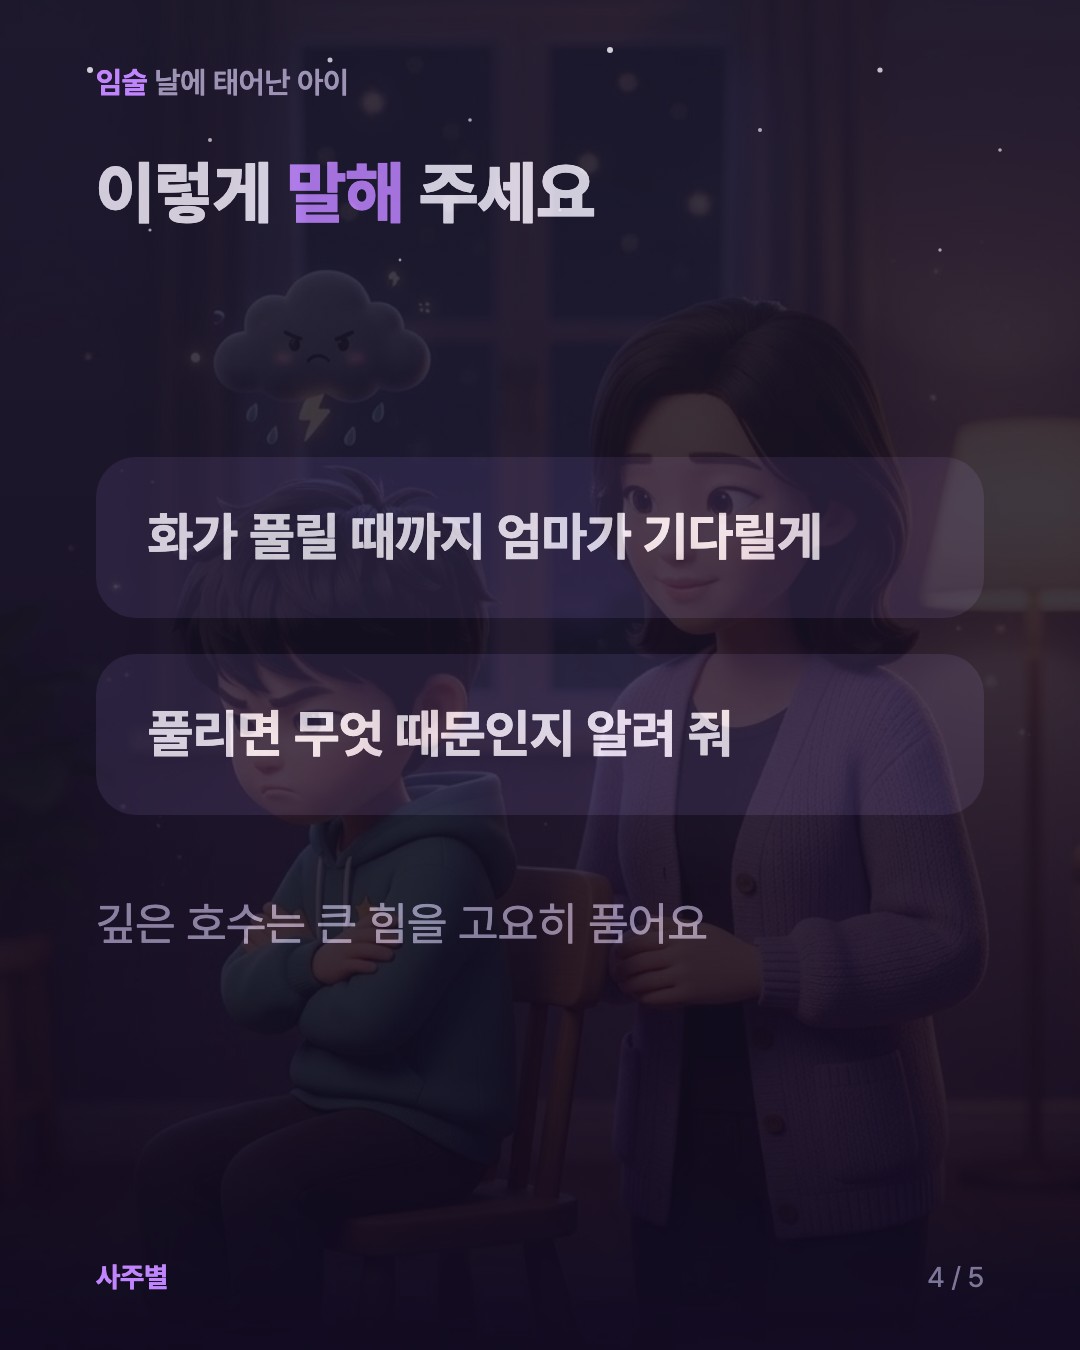 임술 날에 태어난 아이
이렇게 말해 주세요
화가 풀릴 때까지 엄마가 기다릴게
풀리면 무엇 때문인지 알려 줘
깊은 호수는 큰 힘을 고요히 품어요
사주별
4 / 5